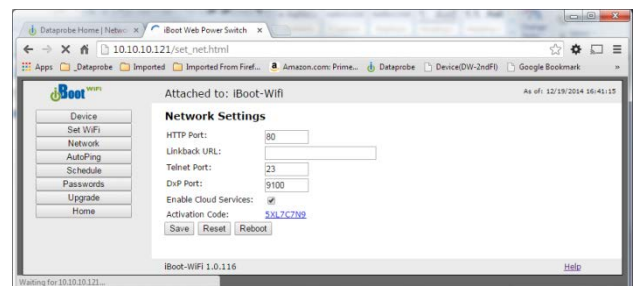 Dataprobe Home | Netwo
iBoot Web Power Switch
10.10.10.121/set_net.html
Apps _Dataprobe Imported Imported From Firef... Amazon.com: Prime... Dataprobe Device(DW-2ndFl) Google Bookmark »
iBoot WiFi
Attached to: iBoot-Wifi
As of: 12/19/2014 16:41:15
Device
Set WiFi
Network
AutoPing
Schedule
Passwords
Upgrade
Home
Network Settings
HTTP Port: 80
Linkback URL:
Telnet Port: 23
DxP Port: 9100
Enable Cloud Services:
Activation Code: 5XL7C7N9
Save Reset Reboot
iBoot-WiFi 1.0.116
Help
Waiting for 10.10.10.121...